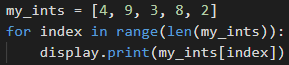 my_ints = [4, 9, 3, 8, 2]
for index in range(len(my_ints)):
    display.print(my_ints[index])